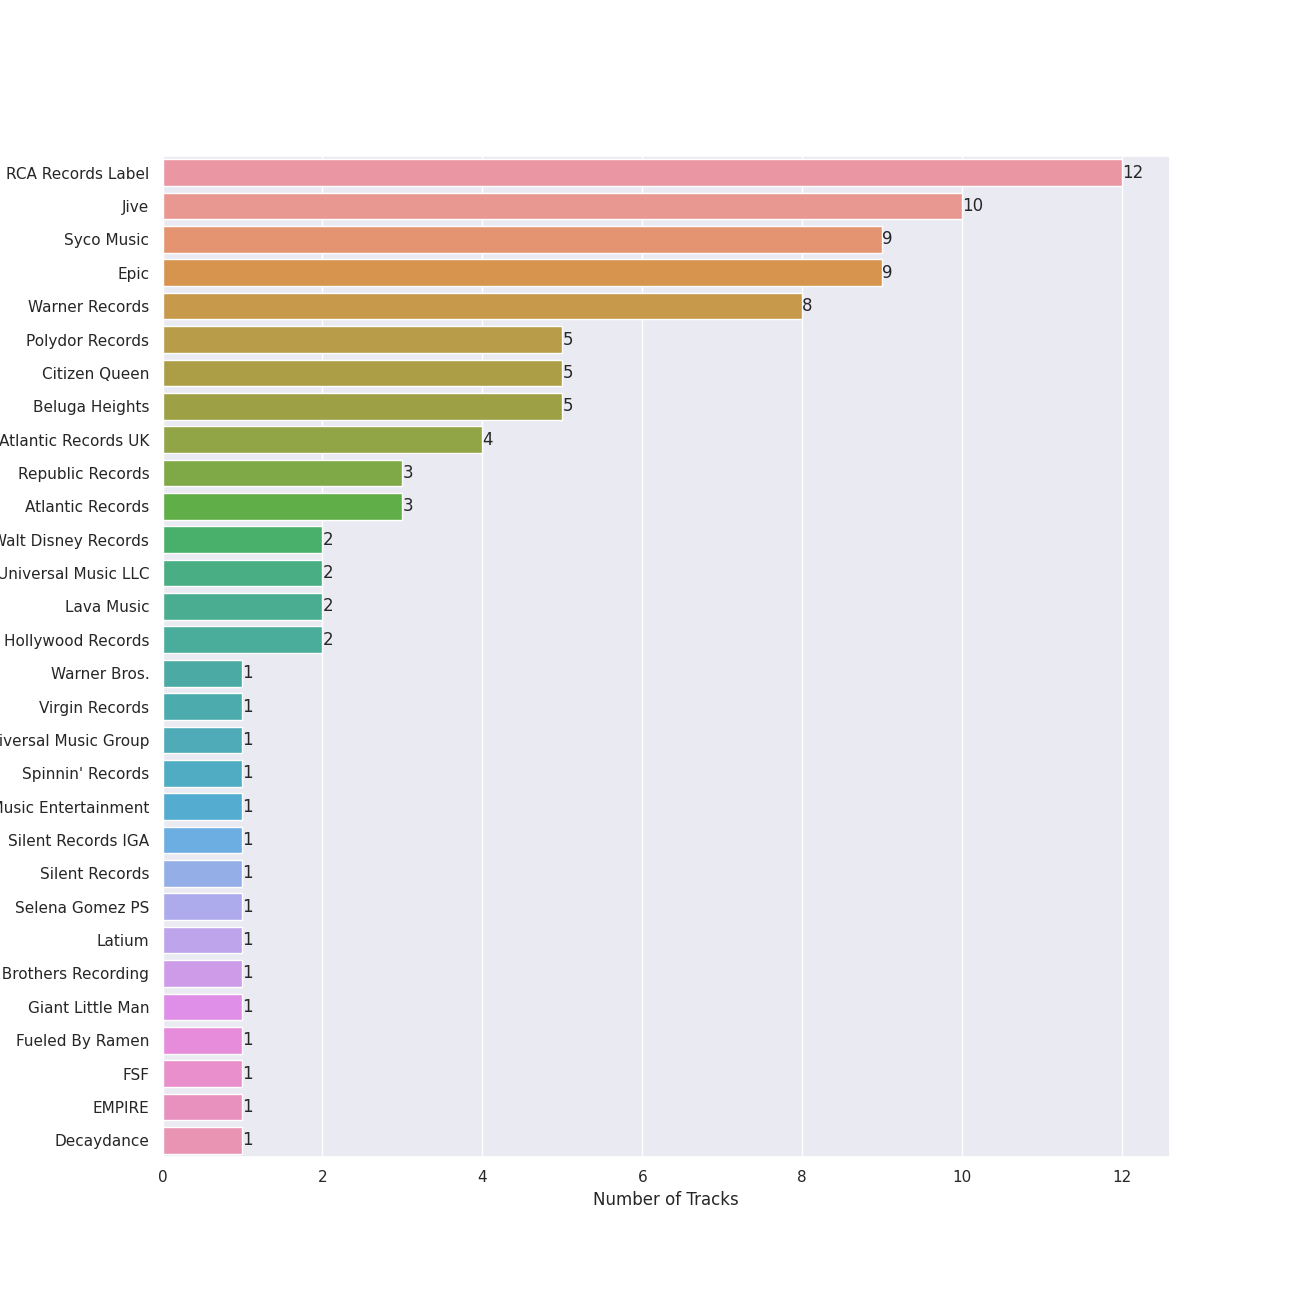 RCA Records Label 12
Jive 10
Syco Music 9
Epic 9
Warner Records 8
Polydor Records 5
Citizen Queen 5
Beluga Heights 5
Atlantic Records UK 4
Republic Records 3
Atlantic Records 3
Walt Disney Records 2
Universal Music LLC 2
Lava Music 2
Hollywood Records 2
Warner Bros. 1
Virgin Records 1
iversal Music Group 1
Spinnin' Records 1
Music Entertainment 1
Silent Records IGA 1
Silent Records 1
Selena Gomez PS 1
Latium 1
Brothers Recording 1
Giant Little Man 1
Fueled By Ramen 1
FSF 1
EMPIRE 1
Decaydance 1
0 2 4 6 8 10 12
Number of Tracks